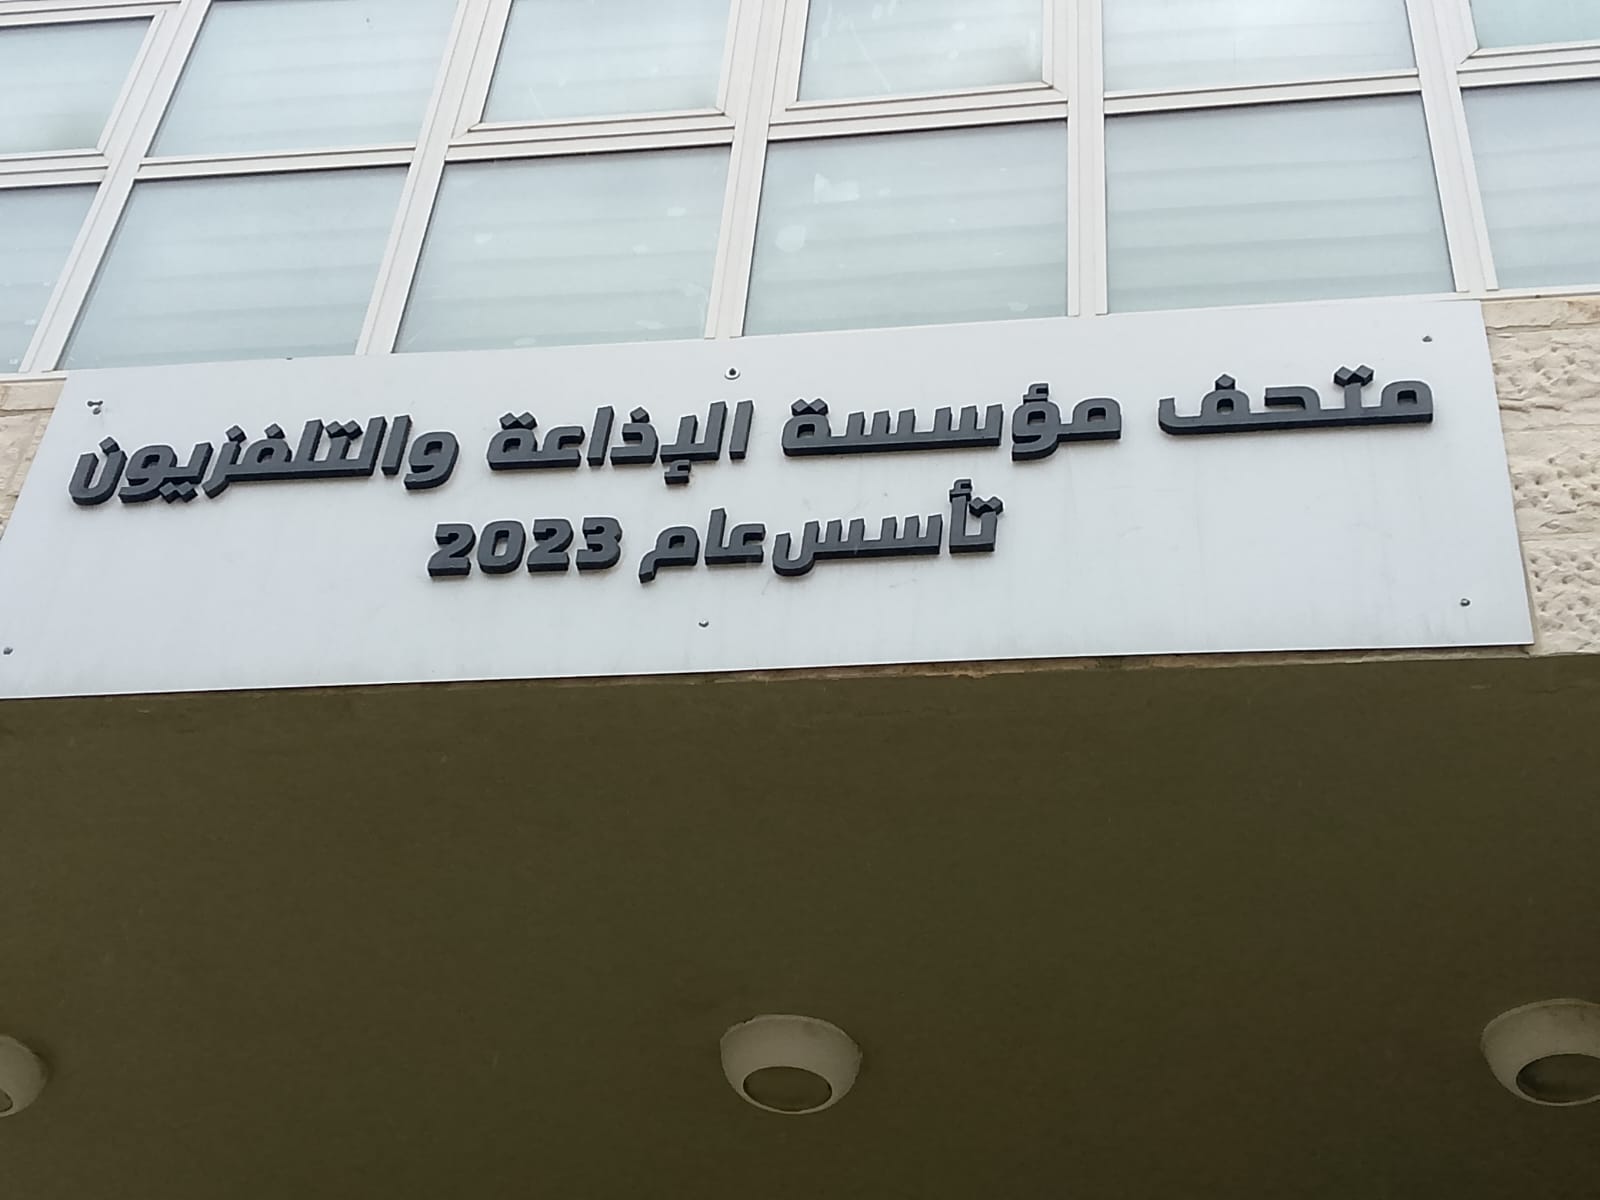 متحف مؤسسة الإذاعة والتلفزيون
تأسس عام 2023